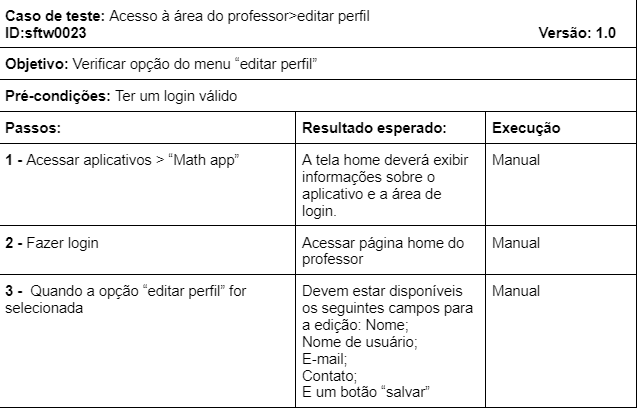 Caso de teste: Acesso à área do professor>editar perfil
ID:sftw0023 Versão: 1.0
Objetivo: Verificar opção do menu “editar perfil”
Pré-condições: Ter um login válido
Passos: Resultado esperado: Execução
1 - Acessar aplicativos > “Math app”
A tela home deverá exibir
informações sobre o
aplicativo e a área de
login.
Manual
2 - Fazer login
Acessar página home do
professor
Manual
3 -  Quando a opção “editar perfil” for
selecionada
Devem estar disponíveis
os seguintes campos para
a edição: Nome;
Nome de usuário;
E-mail;
Contato;
E um botão “salvar”
Manual